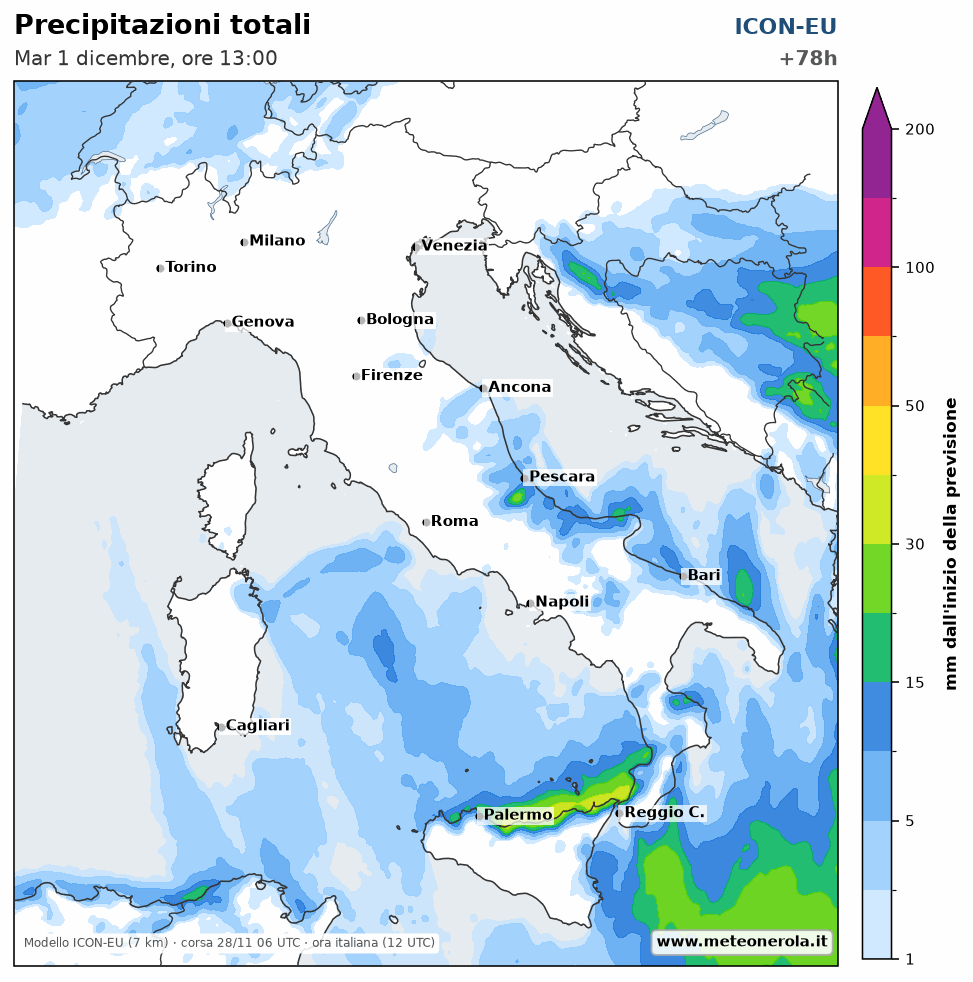 Precipitazioni totali
ICON-EU
Mar 1 dicembre, ore 13:00
+78h
Milano
Venezia
Torino
Genova
Bologna
Firenze
Ancona
Pescara
Roma
Bari
Napoli
Cagliari
Palermo
Reggio C.
200
100
50
30
15
5
1
mm dall'inizio della previsione
Modello ICON-EU (7 km) · corsa 28/11 06 UTC · ora italiana (12 UTC)
www.meteonerola.it